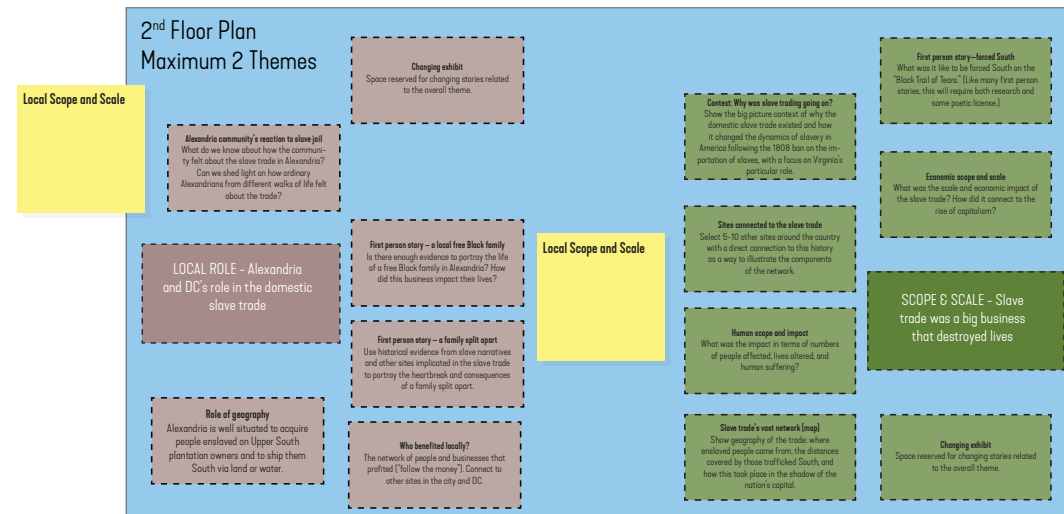 2nd Floor Plan
Maximum 2 Themes
Local Scope and Scale
Alexandria community's reaction to slave jail
What do we know about how the commu-
nity felt about the slave trade in Alexandria?
Can we shed light on how ordinary
Alexandrians from different walks of life felt
about the trade?
LOCAL ROLE - Alexandria
and DC's role in the domestic
slave trade
Role of geography
Alexandria is well situated to acquire
people enslaved on Upper South
plantation owners and to ship them
South via land or water.
Changing exhibit
Space reserved for changing stories related
to the overall theme.
First person story – a local free Black family
Is there enough evidence to portray the life
of a free Black family in Alexandria? How
did this business impact their lives?
First person story – a family split apart
Use historical evidence from slave narratives
and other sites implicated in the slave trade
to portray the heartbreak and consequences
of a family split apart.
Who benefited locally?
The network of people and businesses that
profited ("follow the money"). Connect to
other sites in the city and DC.
Local Scope and Scale
Context: Why was slave trading going on?
Show the big picture context of why the
domestic slave trade existed and how
it changed the dynamics of slavery in
America following the 1808 ban on the im-
portation of slaves, with a focus on Virginia's
particular role.
Sites connected to the slave trade
Select 5-10 other sites around the country
with a direct connection to this history
as a way to illustrate the components
of the network.
Human scope and impact
What was the impact in terms of numbers
of people affected, lives altered, and
human suffering?
Slave trade's vast network (map)
Show geography of the trade: where
enslaved people came from, the distances
covered by those trafficked South, and
how this took place in the shadow of the
nation's capital.
First person story—forced South
What was it like to be forced South on the
"Black Trail of Tears." (Like many first person
stories, this will require both research and
some poetic license.)
Economic scope and scale
What was the scale and economic impact of
the slave trade? How did it connect to the
rise of capitalism?
SCOPE & SCALE - Slave
trade was a big business
that destroyed lives
Changing exhibit
Space reserved for changing stories related
to the overall theme.